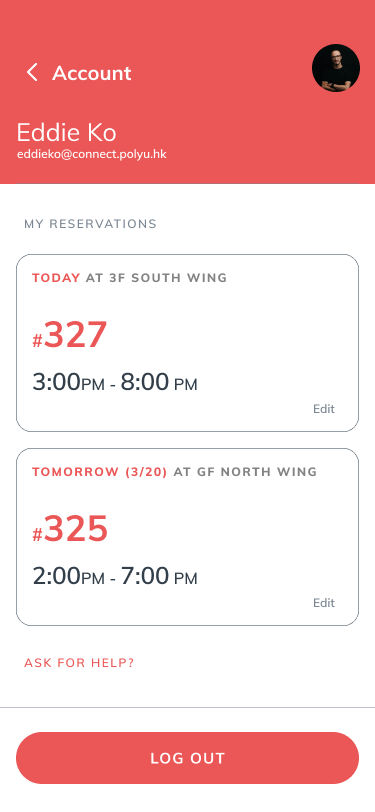 Account
Eddie Ko
eddieko@connect.polyu.hk
MY RESERVATIONS
TODAY AT 3F SOUTH WING
#327
3:00PM - 8:00 PM
Edit
TOMORROW (3/20) AT GF NORTH WING
#325
2:00PM - 7:00 PM
Edit
ASK FOR HELP?
LOG OUT